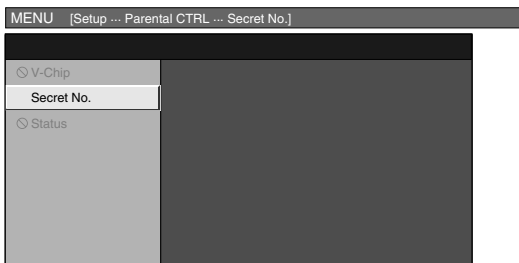 MENU [Setup ··· Parental CTRL ··· Secret No.]
V-Chip
Secret No.
Status